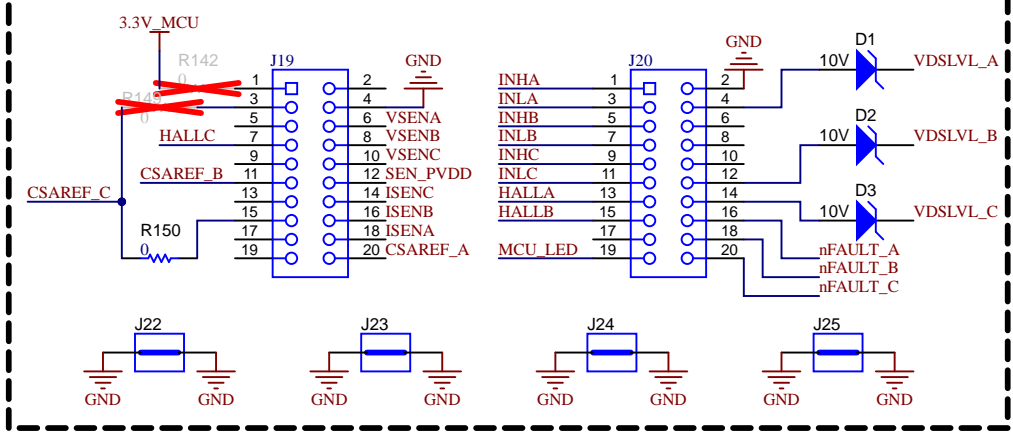 3.3V_MCU
R142
0
R149
0
HALLC
CSAREF_B
CSAREF_C
R150
0
J19
GND
1 2
3 4
5 6 VSENA
7 8 VSENB
9 10 VSENC
11 12 SEN_PVDD
13 14 ISENC
15 16 ISENB
17 18 ISENA
19 20 CSAREF_A
J20
GND
INHA 1 2
INLA 3 4
INHB 5 6
INLB 7 8
INHC 9 10
INLC 11 12
HALLA 13 14
HALLB 15 16
17 18
MCU_LED 19 20
D1
10V VDSLVL_A
D2
10V VDSLVL_B
D3
10V VDSLVL_C
nFAULT_A
nFAULT_B
nFAULT_C
J22
GND GND
J23
GND GND
J24
GND GND
J25
GND GND